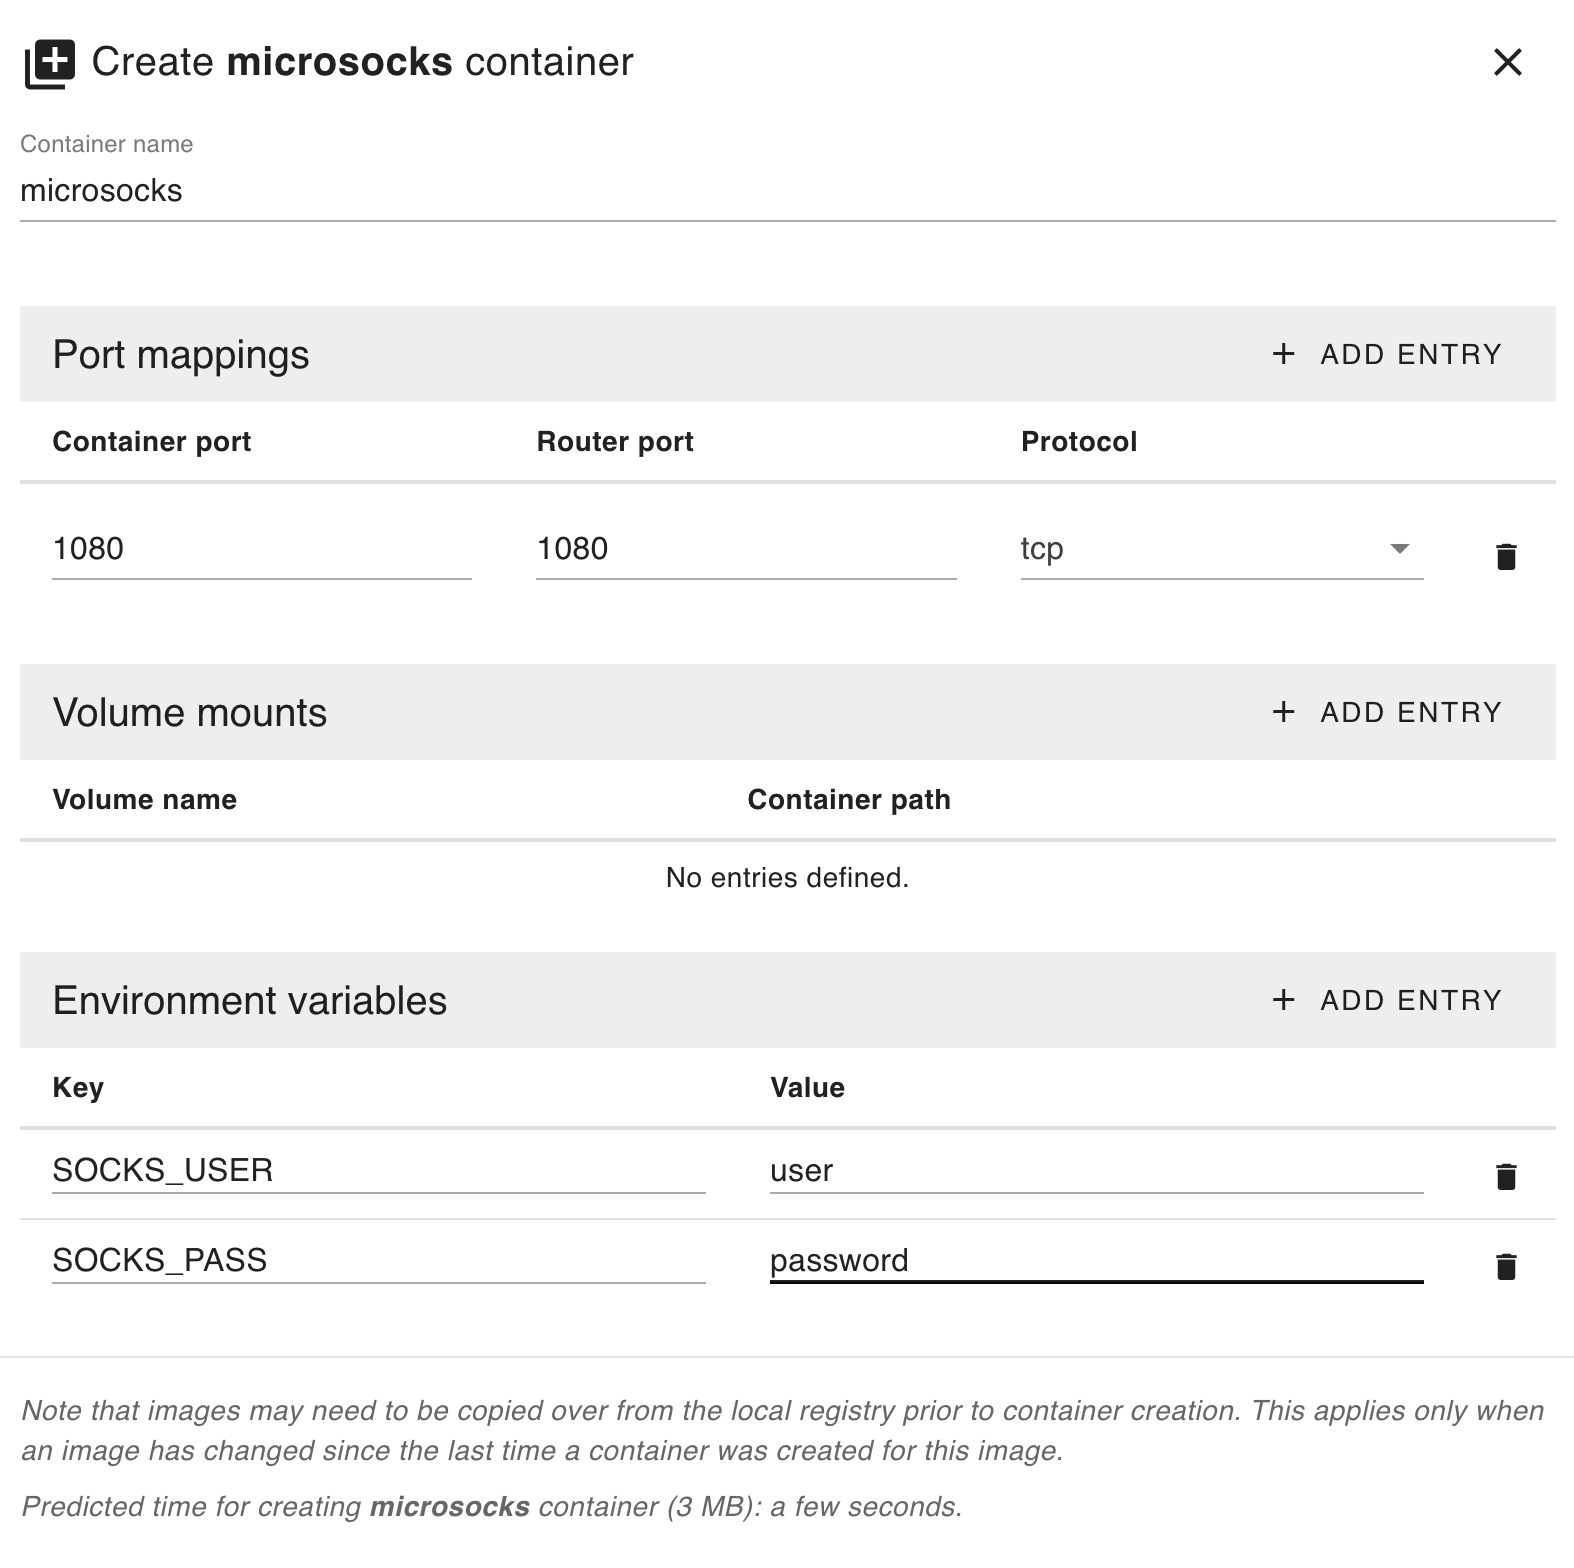 Create microsocks container
Container name
microsocks
Port mappings
+ ADD ENTRY
Container port Router port Protocol
1080 1080 tcp
Volume mounts
+ ADD ENTRY
Volume name Container path
No entries defined.
Environment variables
+ ADD ENTRY
Key Value
SOCKS_USER user
SOCKS_PASS password
Note that images may need to be copied over from the local registry prior to container creation. This applies only when
an image has changed since the last time a container was created for this image.
Predicted time for creating microsocks container (3 MB): a few seconds.